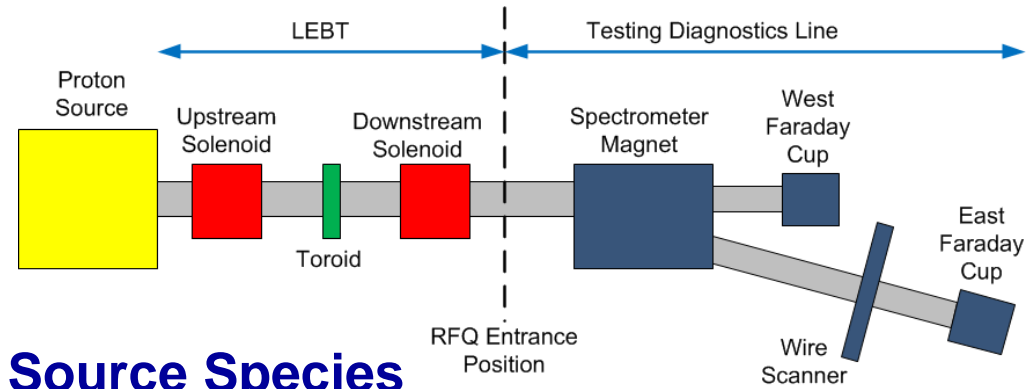 LEBT
Testing Diagnostics Line
Proton
Source
Upstream
Solenoid
Downstream
Solenoid
Spectrometer
Magnet
West
Faraday
Cup
Toroid
East
Faraday
Cup
RFQ Entrance
Position
Wire
Scanner
Source Species